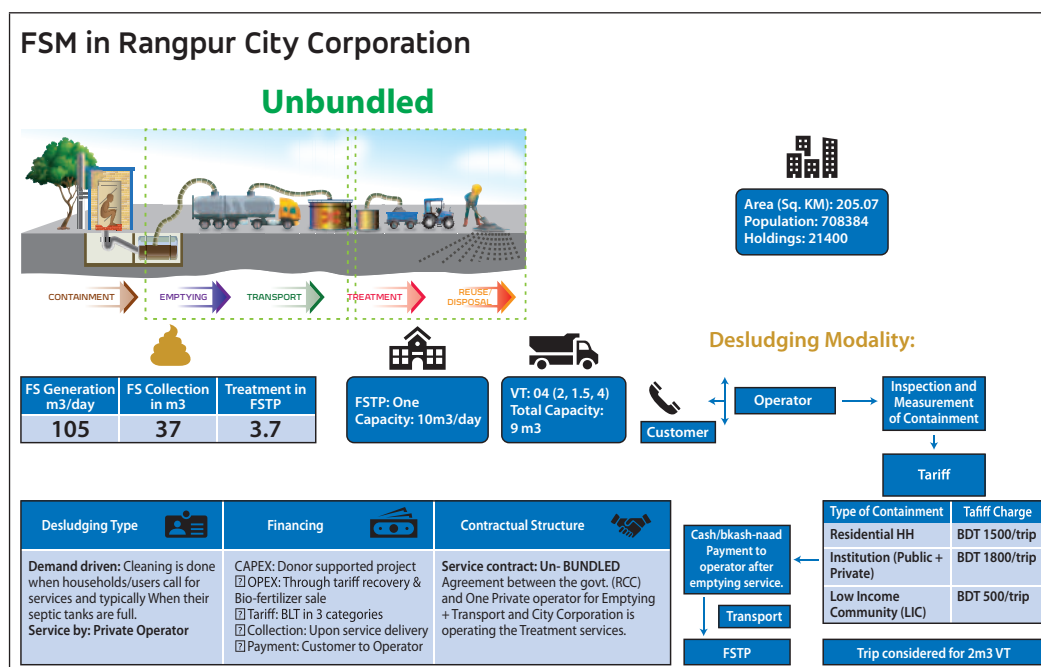 FSM in Rangpur City Corporation
Unbundled
CONTAINMENT
EMPTYING
TRANSPORT
TREATMENT
REUSE/
DISPOSAL
Area (Sq. KM): 205.07
Population: 708384
Holdings: 21400
FS Generation
m3/day
FS Collection
in m3
Treatment in
FSTP
105
37
3.7
FSTP: One
Capacity: 10m3/day
VT: 04 (2, 1.5, 4)
Total Capacity:
9 m3
Desludging Modality:
Customer
Operator
Inspection and
Measurement
of Containment
Tariff
Type of Containment
Tafiff Charge
Residential HH
BDT 1500/trip
Institution (Public +
Private)
BDT 1800/trip
Low Income
Community (LIC)
BDT 500/trip
Trip considered for 2m3 VT
Cash/bkash-naad
Payment to
operator after
emptying service.
Transport
FSTP
Desludging Type
Demand driven: Cleaning is done
when households/users call for
services and typically When their
septic tanks are full.
Service by: Private Operator
Financing
CAPEX: Donor supported project
OPEX: Through tariff recovery &
Bio-fertilizer sale
Tariff: BLT in 3 categories
Collection: Upon service delivery
Payment: Customer to Operator
Contractual Structure
Service contract: Un- BUNDLED
Agreement between the govt. (RCC)
and One Private operator for Emptying
+ Transport and City Corporation is
operating the Treatment services.